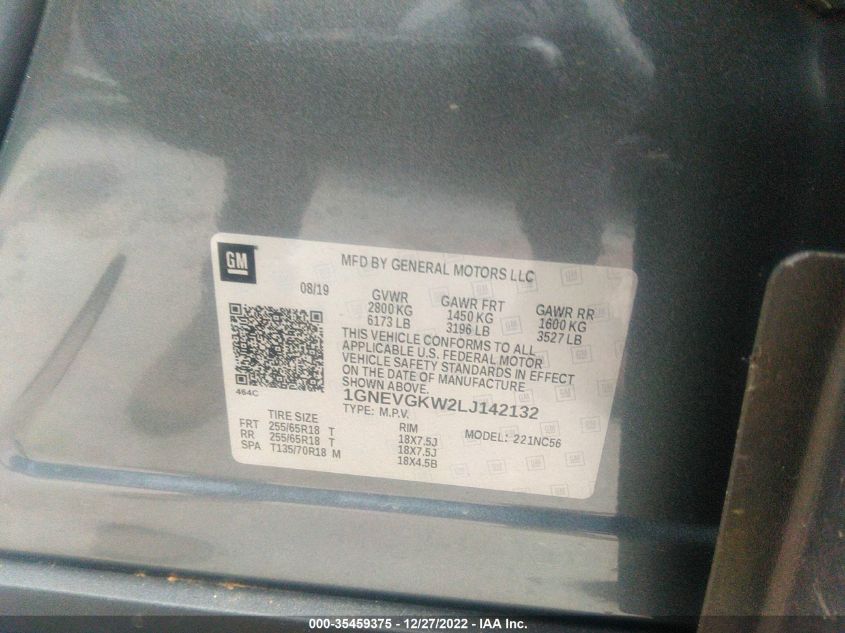 GM
MFD BY GENERAL MOTORS LLC
08/19
GVWR GAWR FRT GAWR RR
2800 KG 1450 KG 1600 KG
6173 LB 3196 LB 3527 LB
THIS VEHICLE CONFORMS TO ALL
APPLICABLE U.S. FEDERAL MOTOR
VEHICLE SAFETY STANDARDS IN EFFECT
ON THE DATE OF MANUFACTURE
SHOWN ABOVE
464C
1GNEVGKW2LJ142132
TYPE: M.P.V. MODEL: 221NC56
TIRE SIZE RIM
FRT 255/65R18 T 18X7.5J
RR 255/65R18 T 18X7.5J
SPA T135/70R18 M 18X4.5B
000-35459375 - 12/27/2022 - IAA Inc.